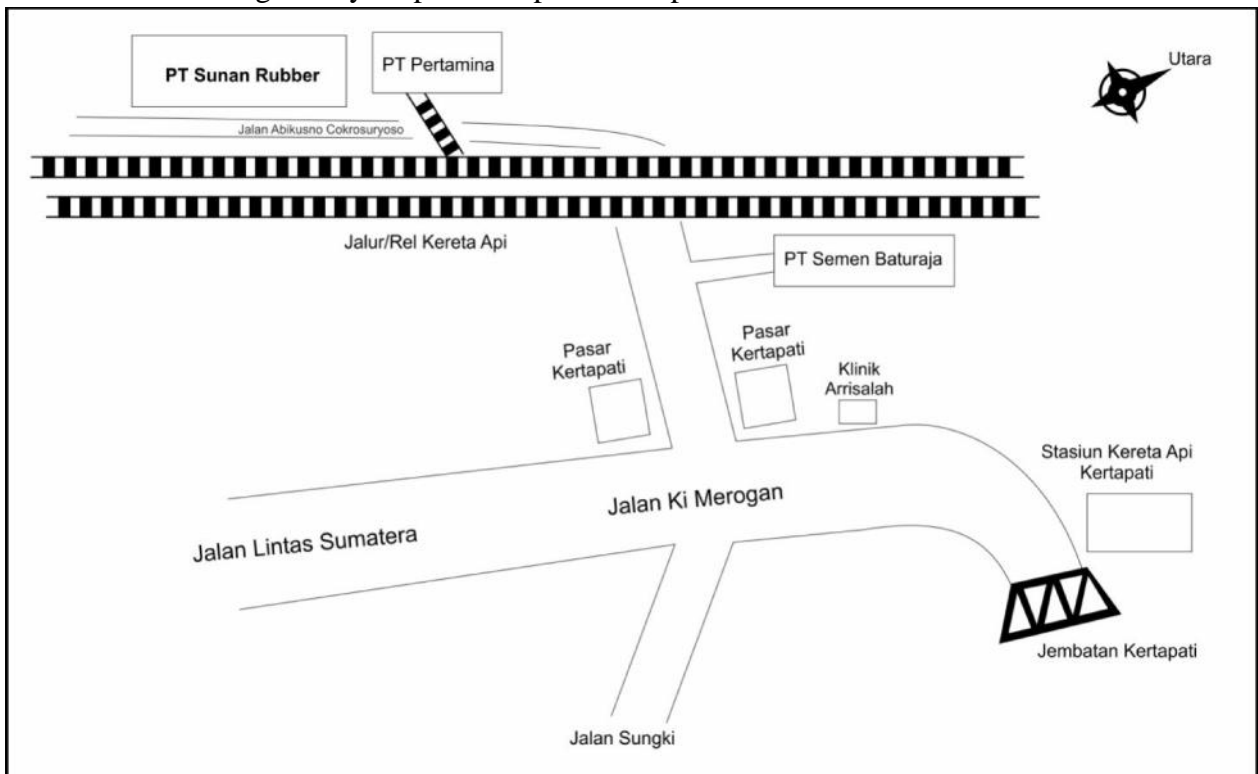 PT Sunan Rubber
PT Pertamina
Utara
Jalan Abikusno Cokrosuryoso
Jalur/Rel Kereta Api
PT Semen Baturaja
Pasar
Kertapati
Pasar
Kertapati
Klinik
Arrisalah
Stasiun Kereta Api
Kertapati
Jalan Ki Merogan
Jalan Lintas Sumatera
Jembatan Kertapati
Jalan Sungki